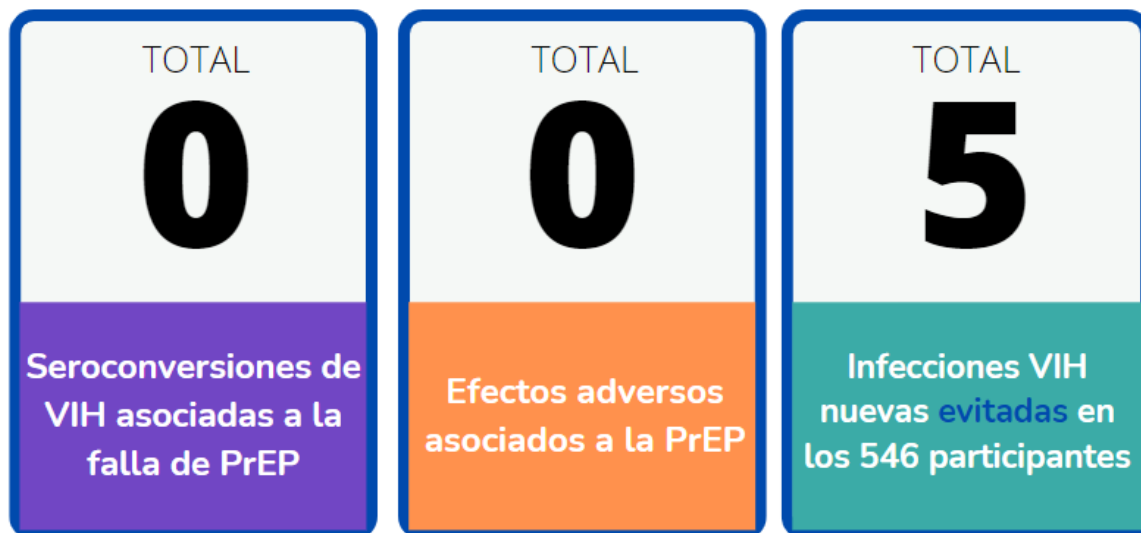 TOTAL
0
Seroconversiones de
VIH asociadas a la
falla de PrEP
TOTAL
0
Efectos adversos
asociados a la PrEP
TOTAL
5
Infecciones VIH
nuevas evitadas en
los 546 participantes